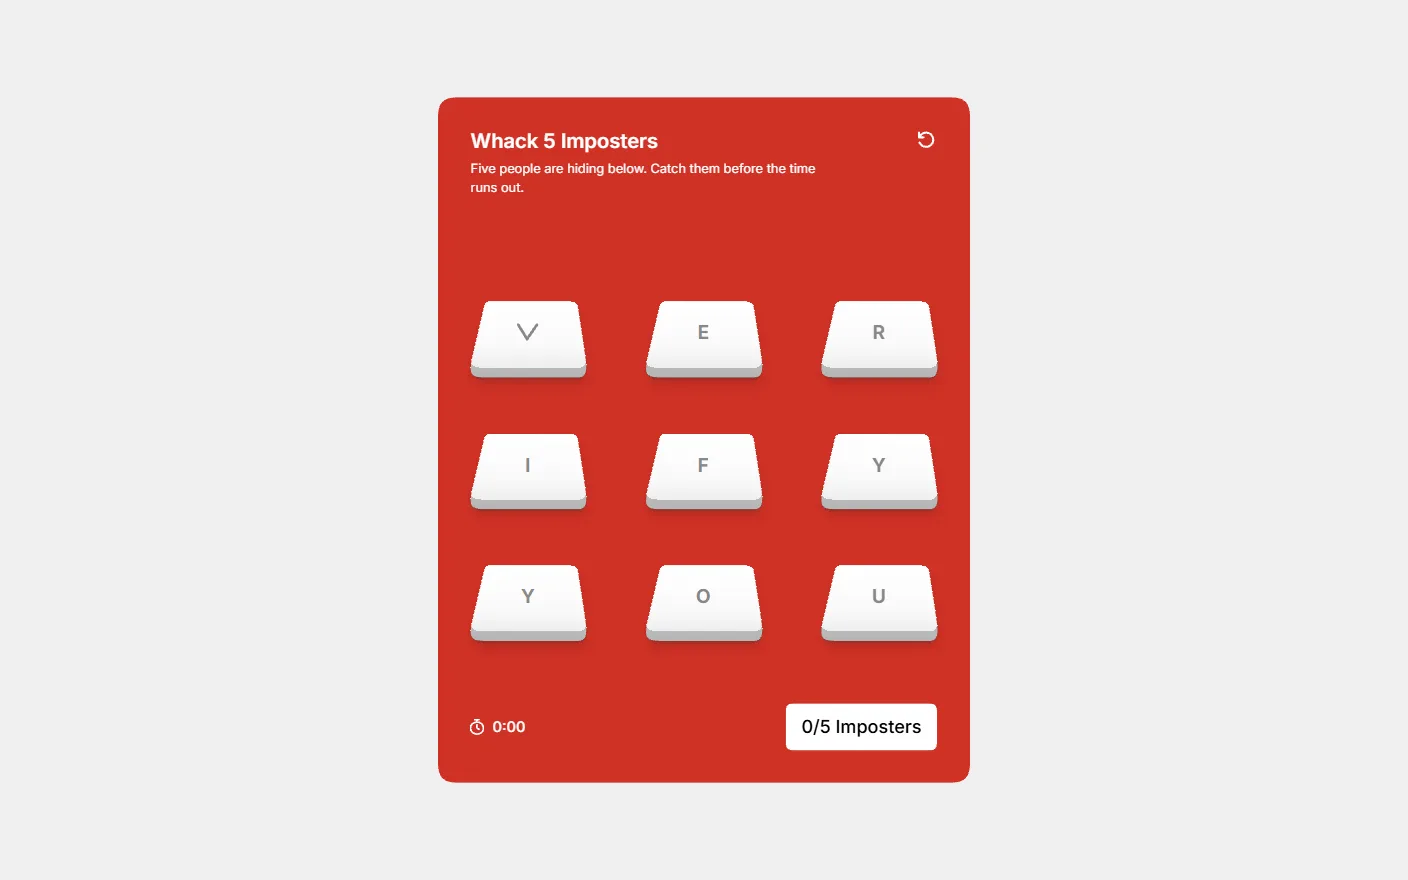 Whack 5 Imposters
Five people are hiding below. Catch them before the time
runs out.
V E R
I F Y
Y O U
0:00
0/5 Imposters